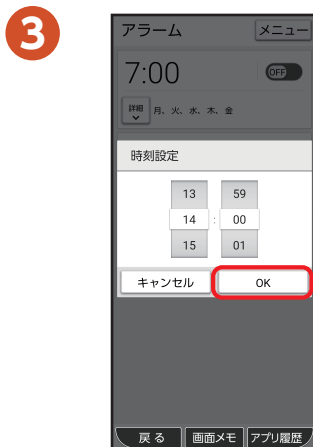 3
アラーム メニュー
7:00 OFF
詳細 月、火、水、木、金
時刻設定
13 59
14 : 00
15 01
キャンセル OK
戻る 画面メモ アプリ履歴